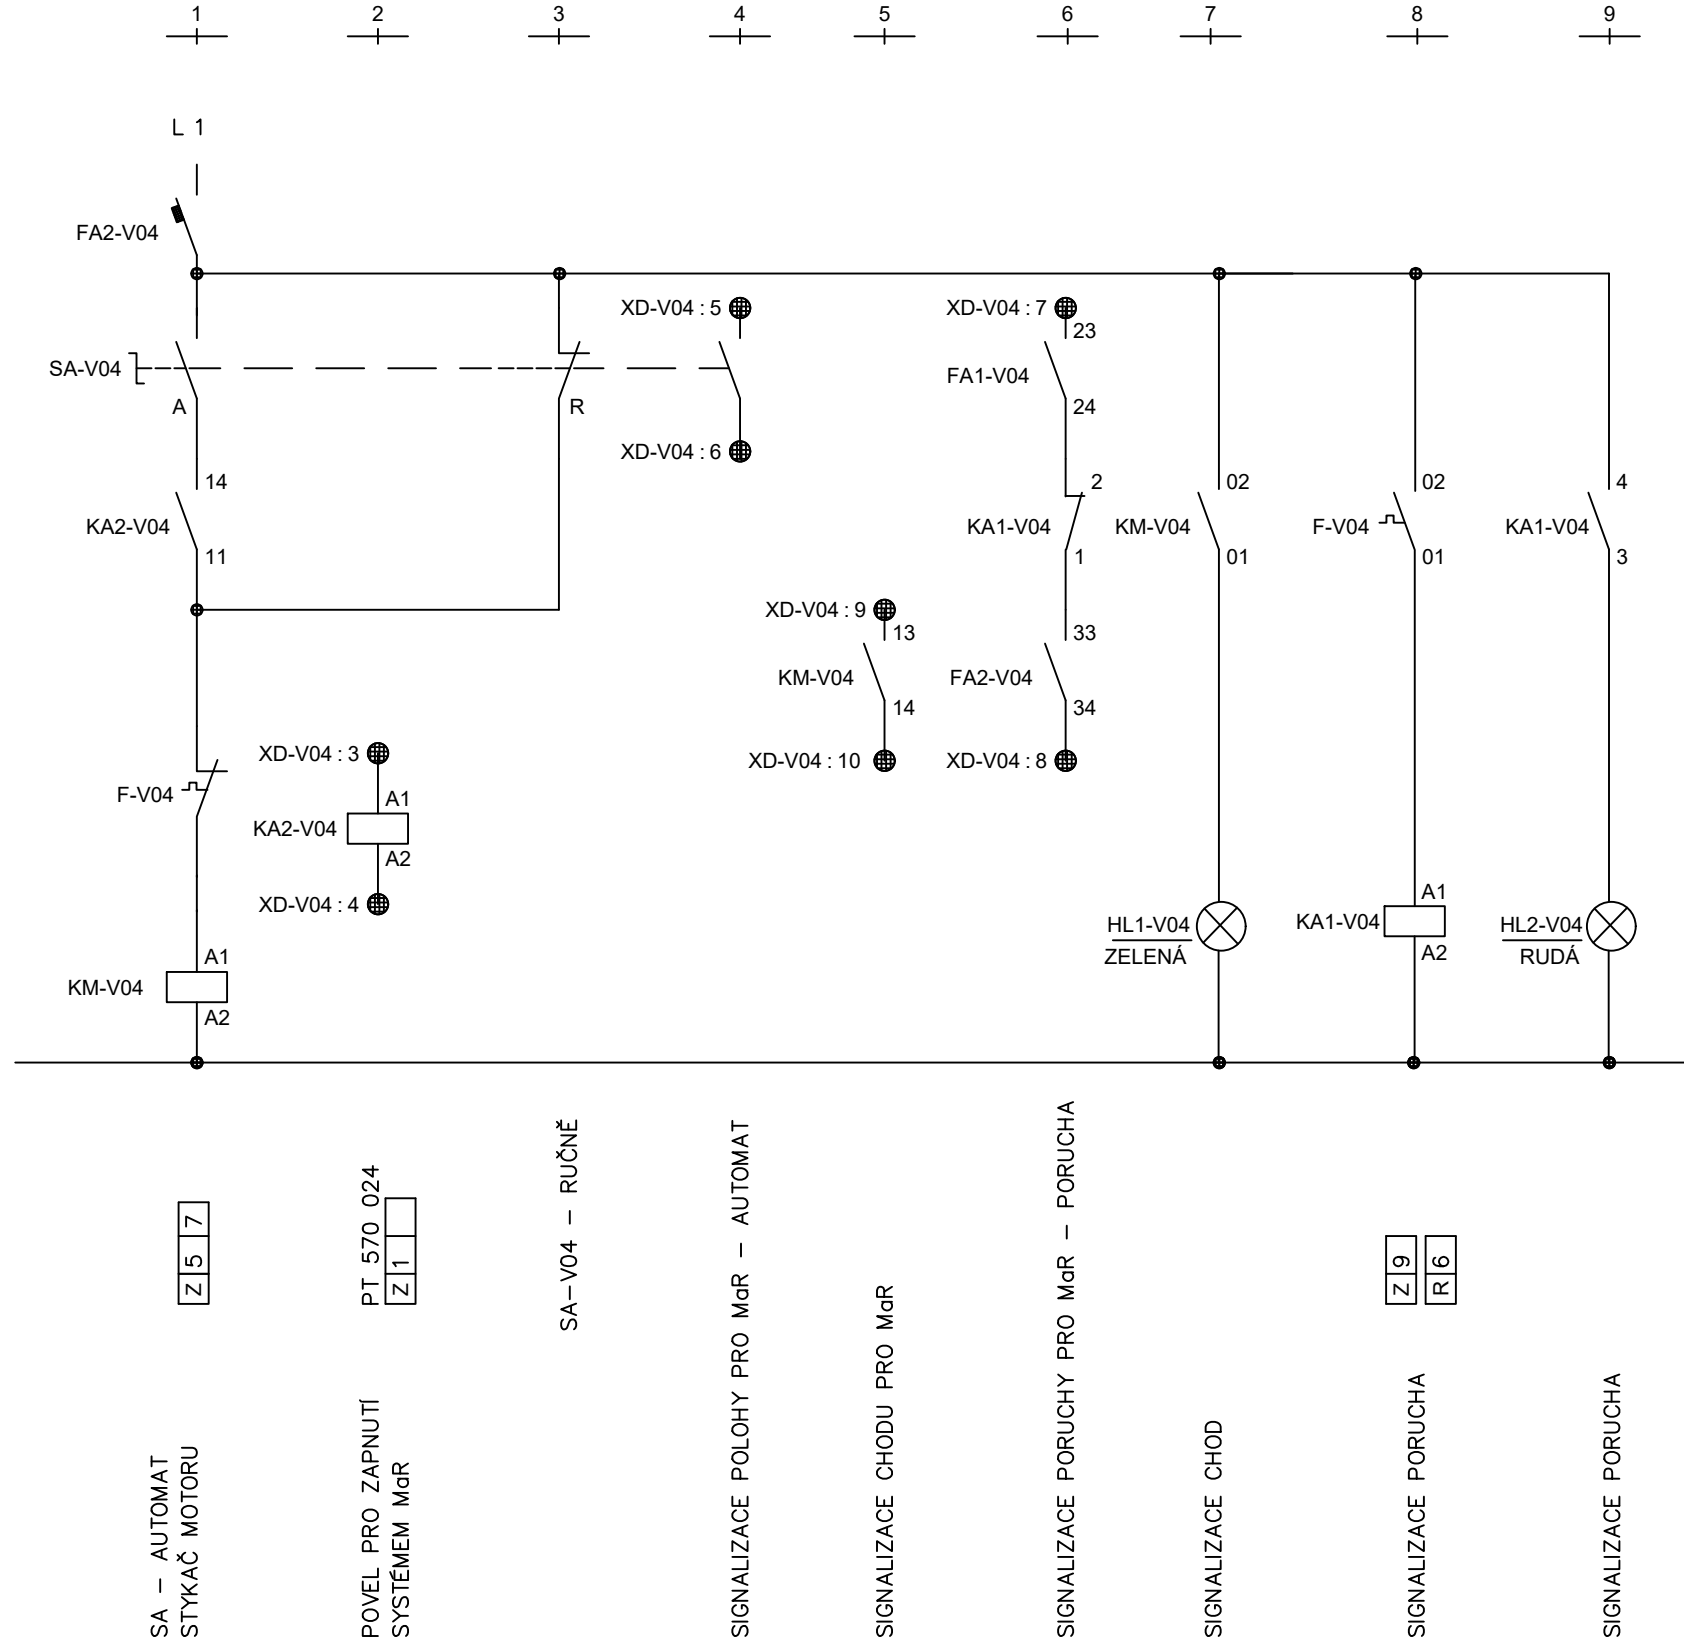 1 2 3 4 5 6 7 8 9
L 1
FA2-V04
XD-V04 : 5
XD-V04 : 7
23
SA-V04
FA1-V04
A
R
24
XD-V04 : 6
14
2
02
02
4
KA2-V04
KA1-V04
KM-V04
F-V04
KA1-V04
11
1
01
01
3
XD-V04 : 9
13
33
KM-V04
FA2-V04
14
34
XD-V04 : 3
XD-V04 : 10
XD-V04 : 8
F-V04
A1
KA2-V04
A2
XD-V04 : 4
A1
HL1-V04
ZELENÁ
KA1-V04
HL2-V04
RUDÁ
A2
A1
KM-V04
A2
SA – AUTOMAT
STYKAČ MOTORU
Z 5 7
POVEL PRO ZAPNUTÍ PT 570 024
SYSTÉMEM MaR
Z 1
SA–V04 – RUČNĚ
SIGNALIZACE POLOHY PRO MaR – AUTOMAT
SIGNALIZACE CHODU PRO MaR
SIGNALIZACE PORUCHY PRO MaR – PORUCHA
SIGNALIZACE CHOD
SIGNALIZACE PORUCHA
Z 9
R 6
SIGNALIZACE PORUCHA